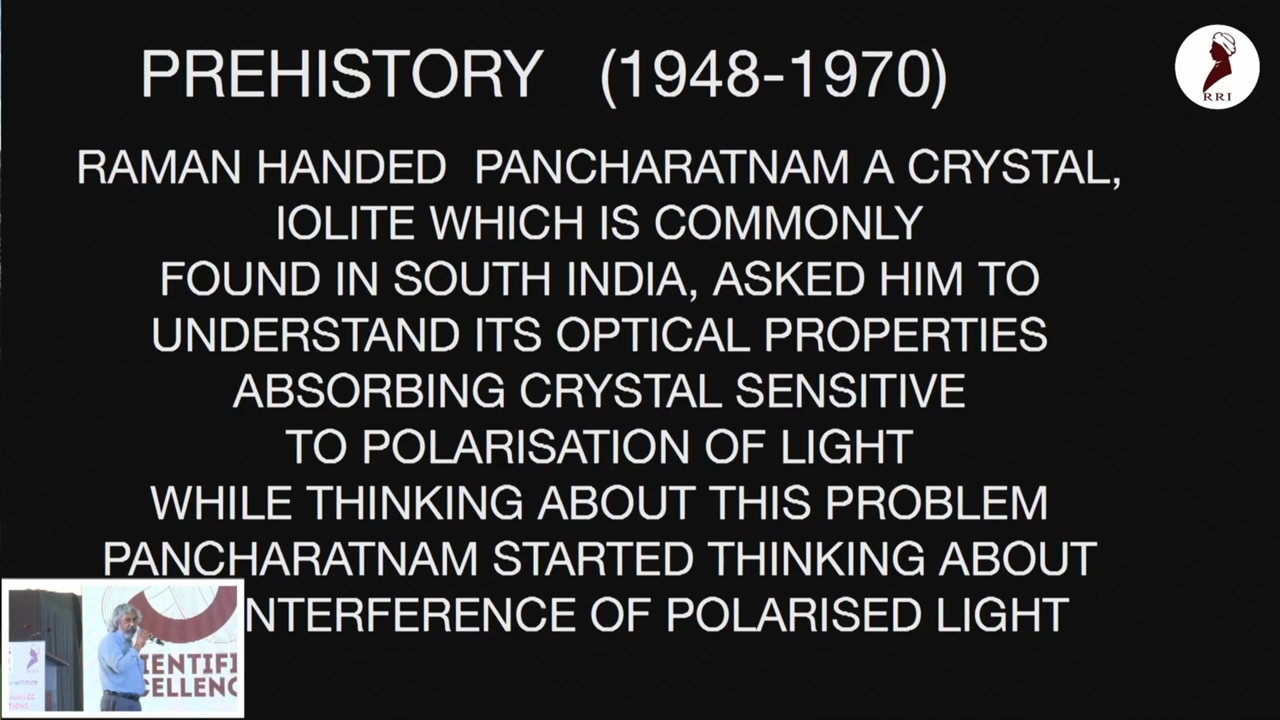 PREHISTORY (1948-1970)
RRI
RAMAN HANDED PANCHARATNAM A CRYSTAL,
IOLITE WHICH IS COMMONLY
FOUND IN SOUTH INDIA, ASKED HIM TO
UNDERSTAND ITS OPTICAL PROPERTIES
ABSORBING CRYSTAL SENSITIVE
TO POLARISATION OF LIGHT
WHILE THINKING ABOUT THIS PROBLEM
PANCHARATNAM STARTED THINKING ABOUT
NTERFERENCE OF POLARISED LIGHT
IENTIFI
CELLENC